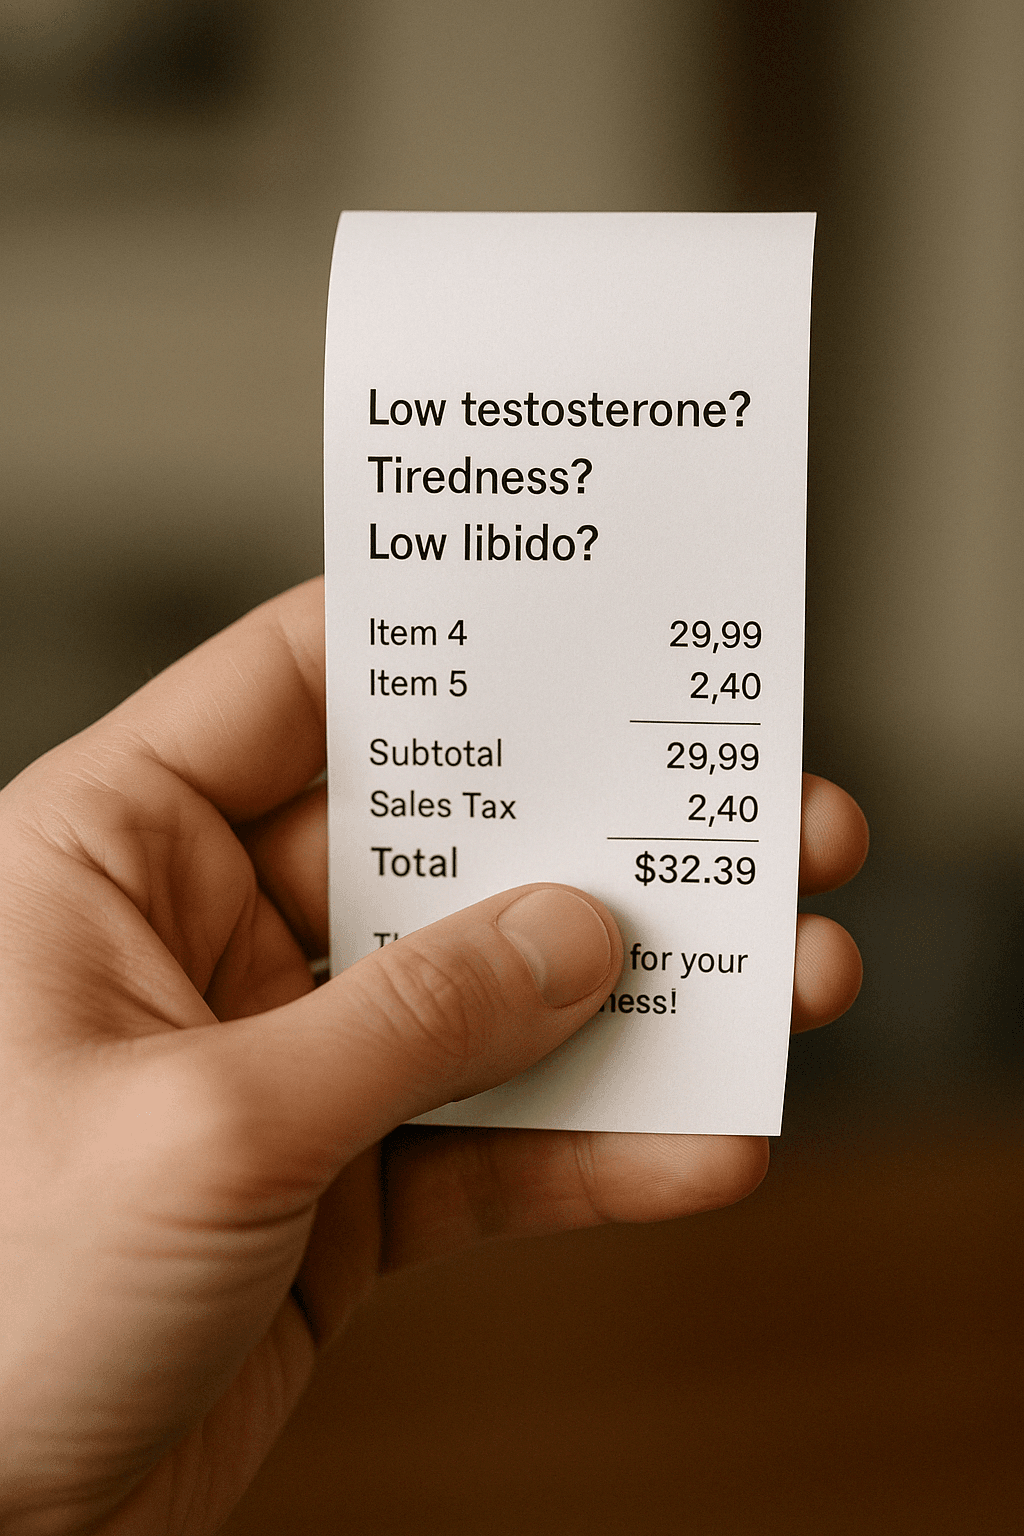 Low testosterone?
Tiredness?
Low libido?
Item 4 29,99
Item 5 2,40
Subtotal 29,99
Sales Tax 2,40
Total $32.39
for your